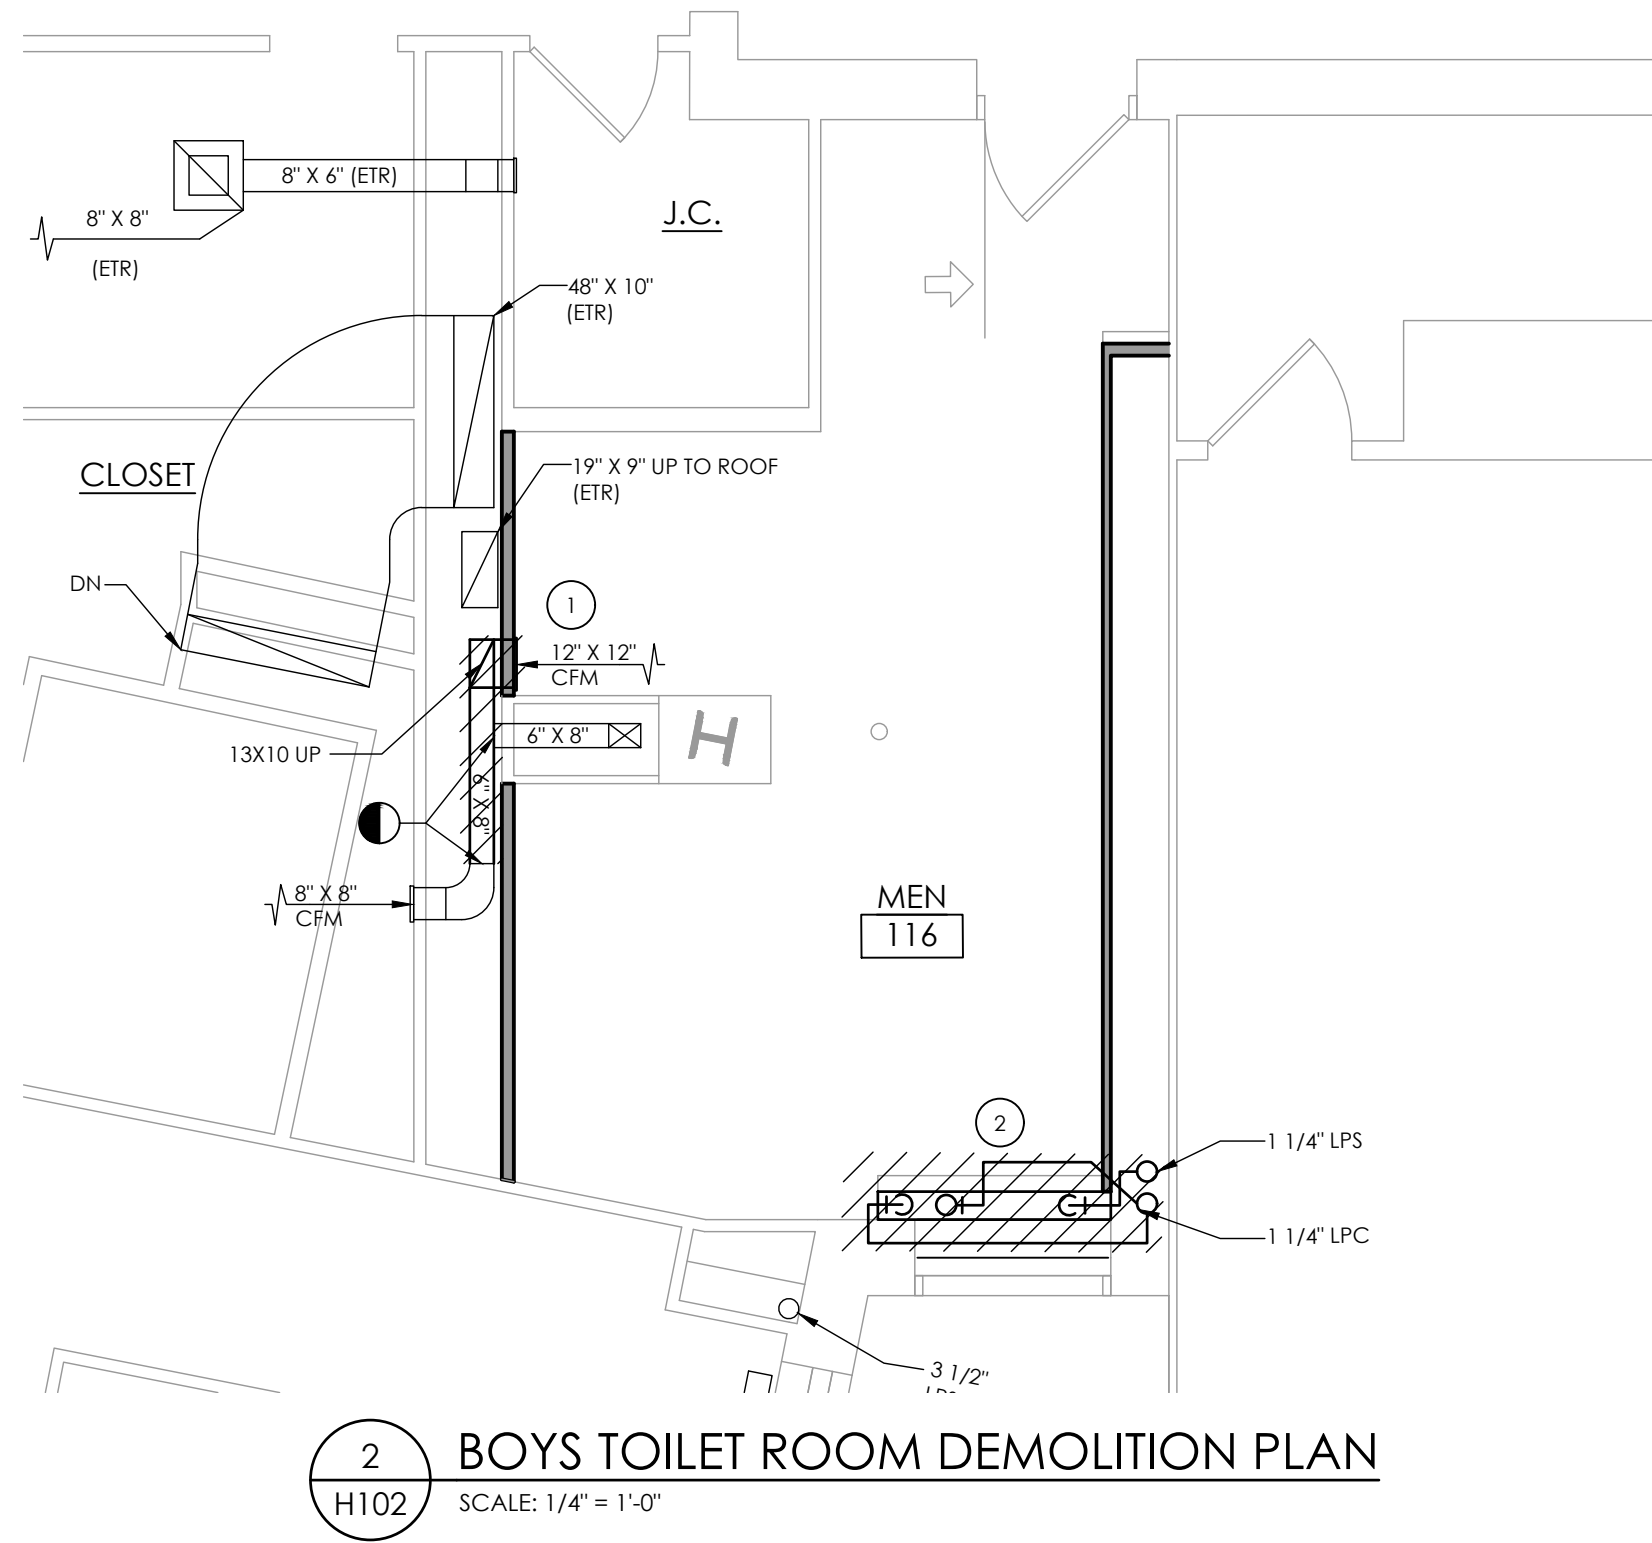 8" X 6" (ETR)
8" X 8"
(ETR)
J.C.
48" X 10"
(ETR)
CLOSET
19" X 9" UP TO ROOF
(ETR)
DN
1
12" X 12"
CFM
H
6" X 8"
13X10 UP
8" X 6"
8" X 8"
CFM
MEN
116
2
1 1/4" LPS
1 1/4" LPC
3 1/2"
2
H102
BOYS TOILET ROOM DEMOLITION PLAN
SCALE: 1/4" = 1'-0"